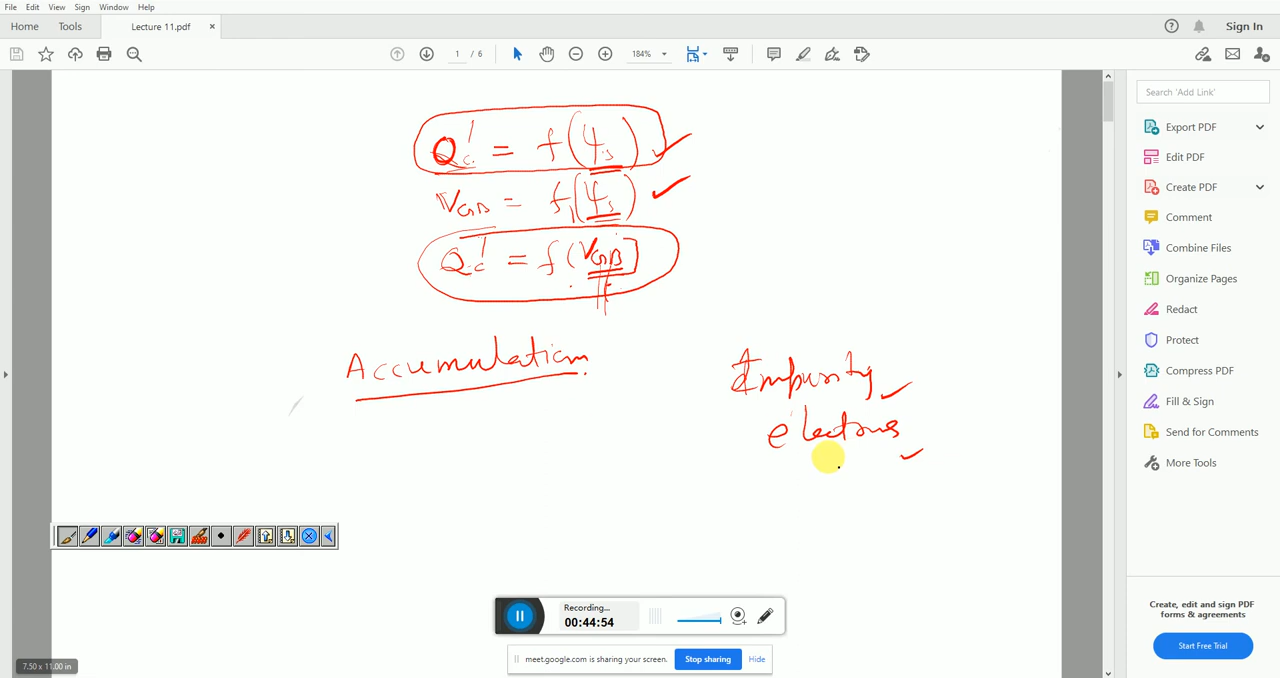 File Edit View Sign Window Help
Home Tools Lecture 11.pdf × Sign In
1 / 6 184%
Qc' = f(ψs)
VGB = f1(ψs)
Qc' = f(VGB)
Accumulation
Impurity
electrons
Search 'Add Link'
Export PDF
Edit PDF
Create PDF
Comment
Combine Files
Organize Pages
Redact
Protect
Compress PDF
Fill & Sign
Send for Comments
More Tools
Recording...
00:44:54
meet.google.com is sharing your screen. Stop sharing Hide
Create, edit and sign PDF
forms & agreements
Start Free Trial
7.50 x 11.00 in